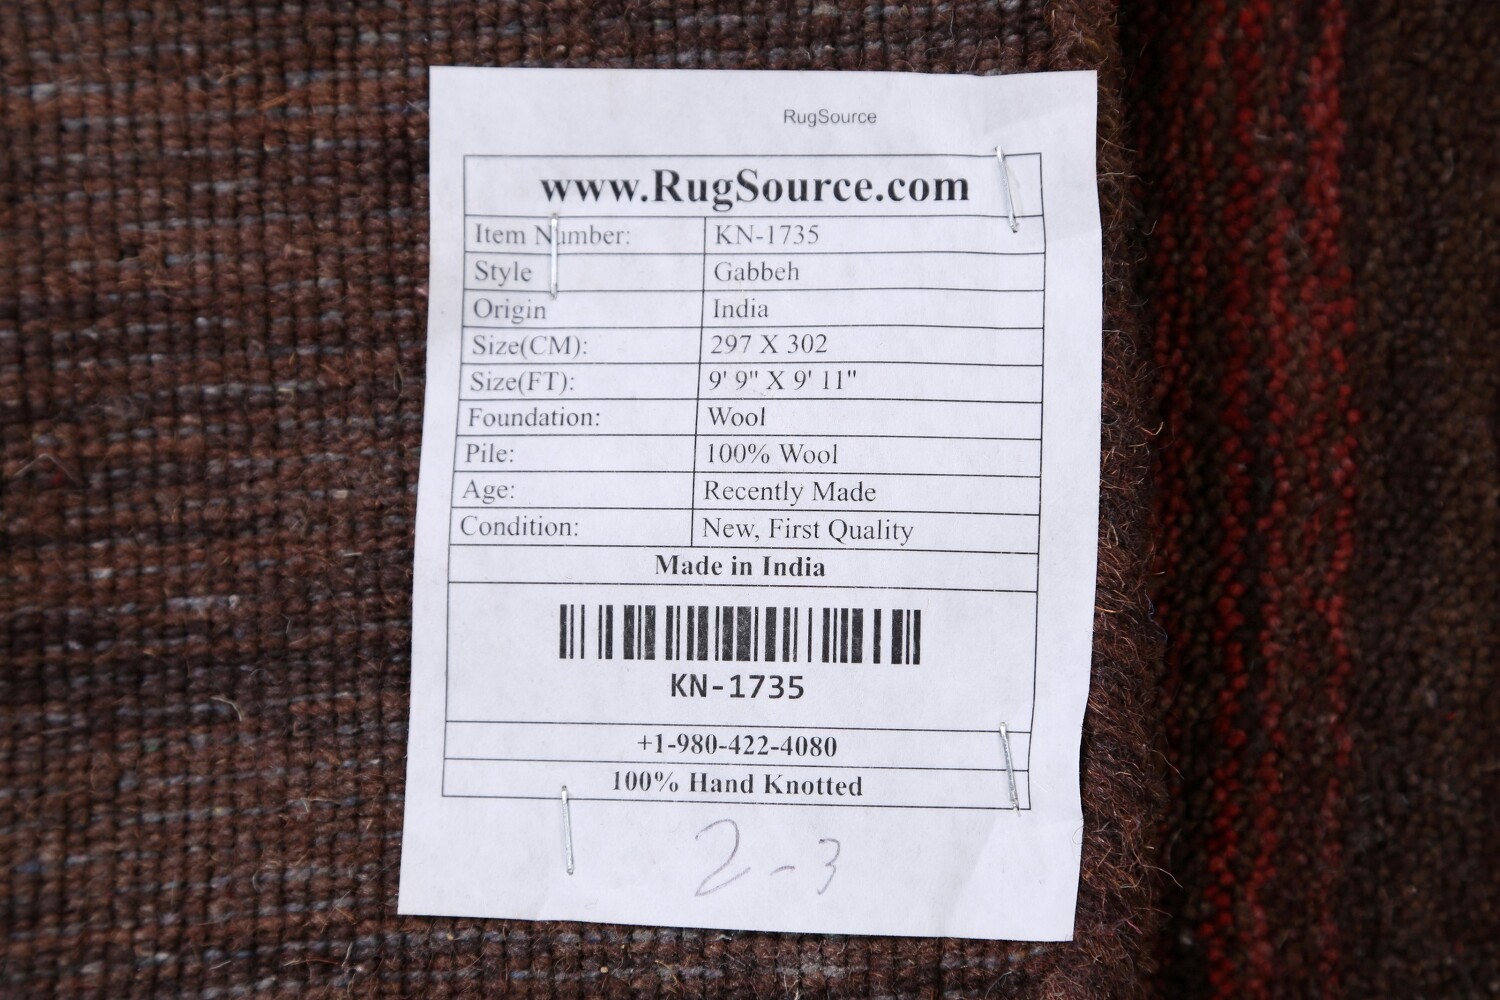 RugSource
www.RugSource.com
Item Number: KN-1735
Style Gabbeh
Origin India
Size(CM): 297 X 302
Size(FT): 9' 9" X 9' 11"
Foundation: Wool
Pile: 100% Wool
Age: Recently Made
Condition: New, First Quality
Made in India
KN-1735
+1-980-422-4080
100% Hand Knotted
2-3